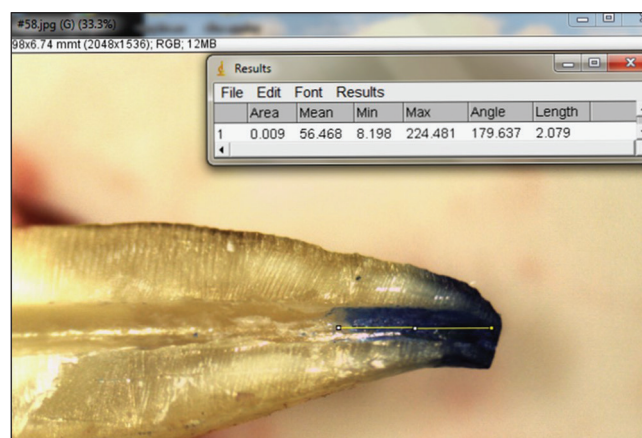 #58.jpg (G) (33.3%)
98x6.74 mmt (2048x1536); RGB; 12MB
Results
File Edit Font Results
Area Mean Min Max Angle Length
1 0.009 56.468 8.198 224.481 179.637 2.079